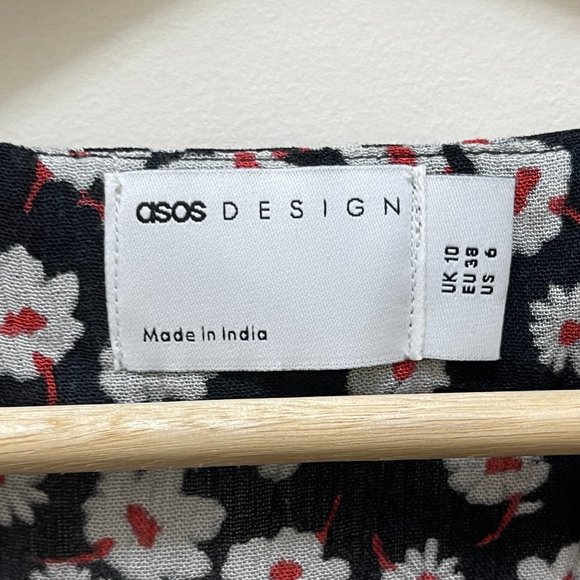 asos DESIGN
Made in India
UK 10
EU 38
US 6